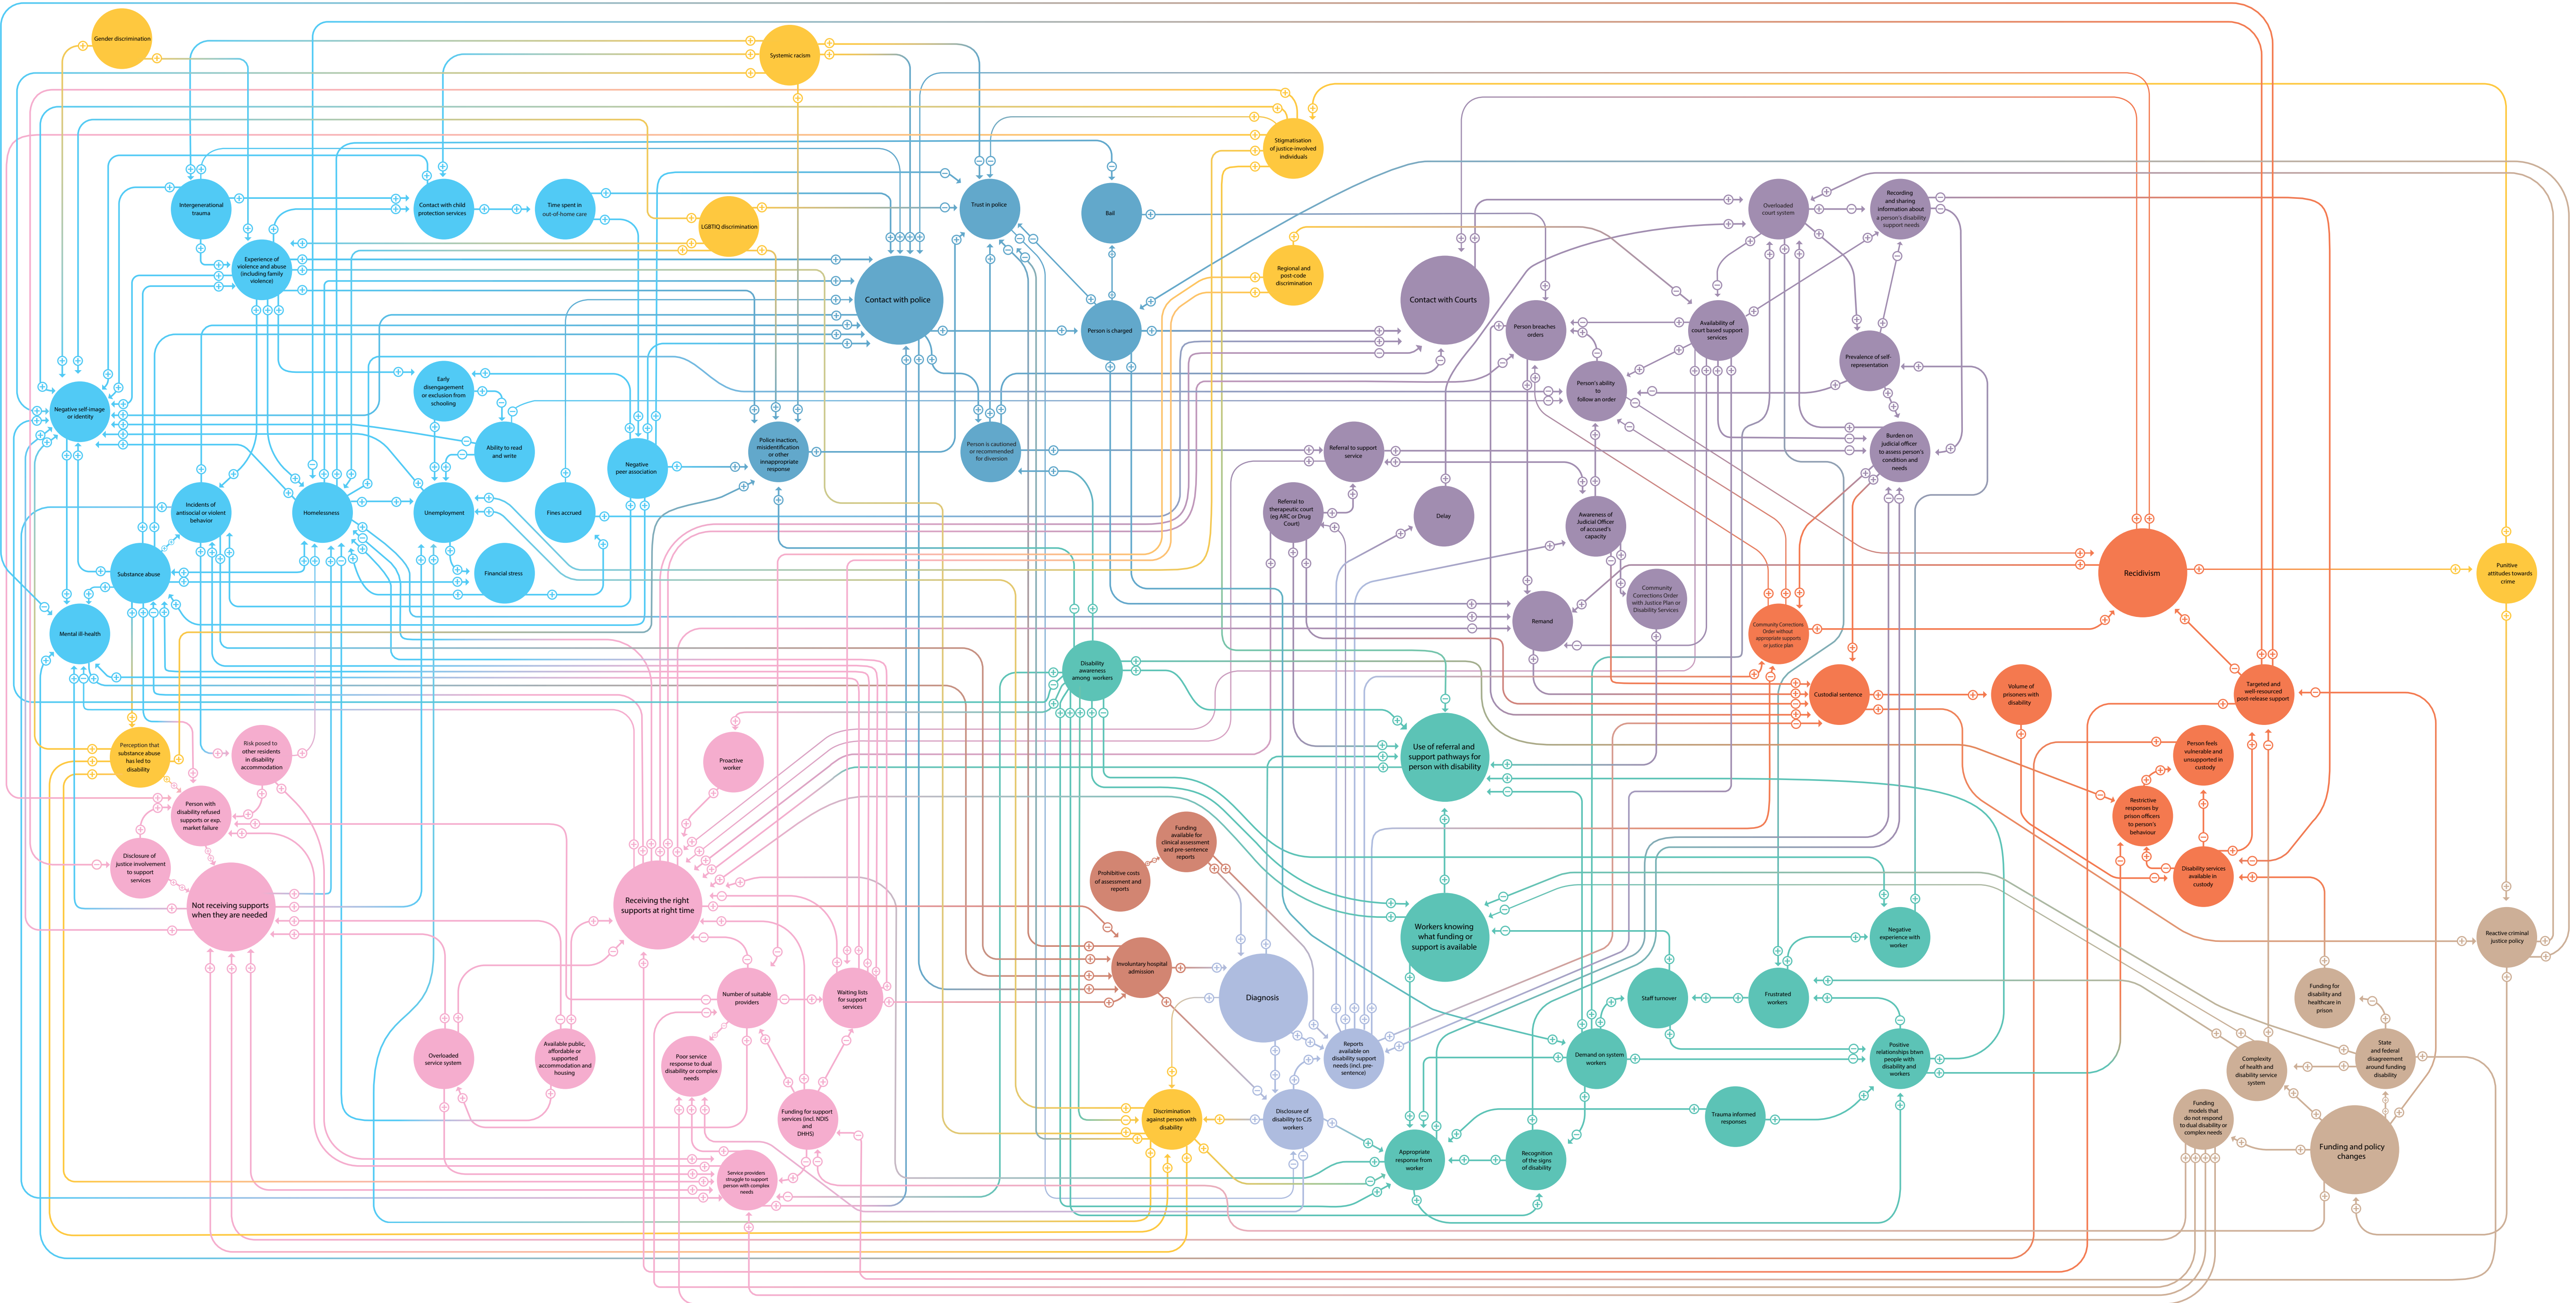 Gender discrimination
Systemic racism
Stigmatisation
of justice-involved
individuals
Intergenerational
trauma
Contact with child
protection services
Time spent in
out-of-home care
LGBTIQ discrimination
Trust in police
Bail
Overloaded
court system
Recording
and sharing
information about
a person's disability
support needs
Experience of
violence and abuse
(including family
violence)
Contact with police
Regional and
post-code
discrimination
Contact with Courts
Person is charged
Person breaches
orders
Availability of
court based support
services
Prevalence of self-
representation
Negative self-image
or identity
Early
disengagement
or exclusion from
schooling
Person's ability
to
follow an order
Ability to read
and write
Negative
peer association
Police inaction,
misidentification
or other
innappropriate
response
Person is cautioned
or recommended
for diversion
Referral to support
service
Burden on
judicial officer
to assess person's
condition and
needs
Incidents of
antisocial or violent
behavior
Homelessness
Unemployment
Fines accrued
Referral to
therapeutic court
(eg ARC or Drug
Court)
Delay
Awareness of
Judicial Officer
of accused's
capacity
Substance abuse
Financial stress
Recidivism
Punitive
attitudes towards
crime
Mental ill-health
Remand
Community
Corrections Order
with Justice Plan or
Disability Services
Community Corrections
Order without
appropriate supports
or justice plan
Disability
awareness
among workers
Custodial sentence
Volume of
prisoners with
disability
Targeted and
well-resourced
post-release support
Perception that
substance abuse
has led to
disability
Risk posed to
other residents
in disability
accommodation
Proactive
worker
Use of referral and
support pathways for
person with disability
Person feels
vulnerable and
unsupported in
custody
Person with
disability refused
supports or exp.
market failure
Restrictive
responses by
prison officers
to person's
behaviour
Disclosure of
justice involvement
to support
services
Funding
available for
clinical assessment
and pre-sentence
reports
Prohibitive costs
of assessment and
reports
Disability services
available in
custody
Not receiving supports
when they are needed
Receiving the right
supports at right time
Workers knowing
what funding or
support is available
Negative
experience with
worker
Reactive criminal
justice policy
Involuntary hospital
admission
Number of suitable
providers
Waiting lists
for support
services
Diagnosis
Staff turnover
Frustrated
workers
Funding for
disability and
healthcare in
prison
Overloaded
service system
Available public,
affordable or
supported
accommodation and
housing
Poor service
response to dual
disability or complex
needs
Reports
available on
disability support
needs (incl. pre-
sentence)
Demand on system
workers
Positive
relationships btwn
people with
disability and
workers
Complexity
of health and
disability service
system
State
and federal
disagreement
around funding
disability
Funding for support
services (incl. NDIS
and
DHHS)
Discrimination
against person with
disability
Disclosure of
disability to CJS
workers
Trauma informed
responses
Funding
models that
do not respond
to dual disability or
complex needs
Funding and policy
changes
Service providers
struggle to support
person with complex
needs
Appropriate
response from
worker
Recognition
of the signs
of disability